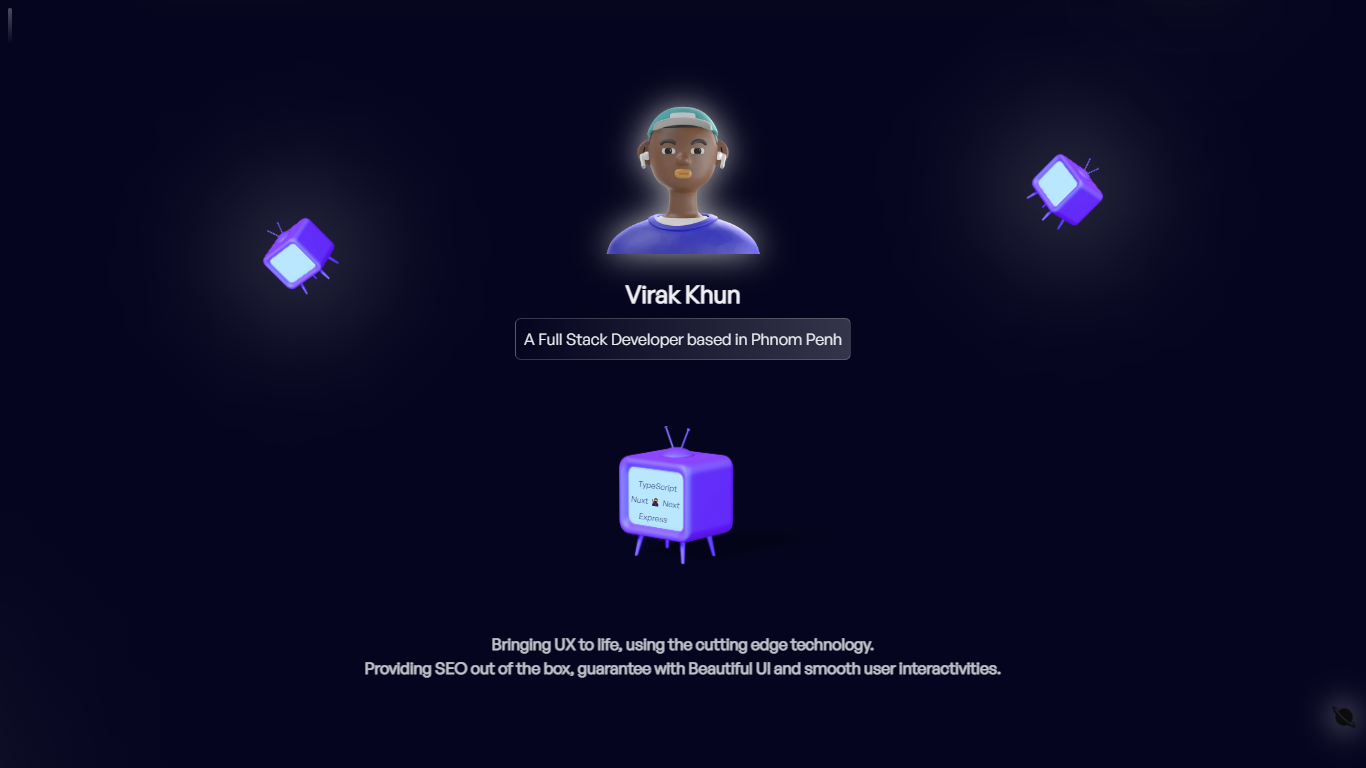 Virak Khun
A Full Stack Developer based in Phnom Penh
TypeScript
Nuxt Next
Express
Bringing UX to life, using the cutting edge technology.
Providing SEO out of the box, guarantee with Beautiful UI and smooth user interactivities.